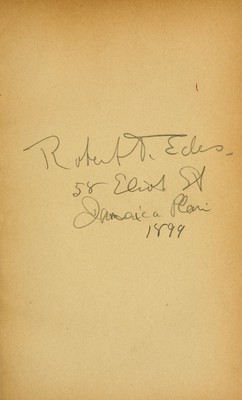 Robert T. Edes.
58 Eliot St
Jamaica Plain
1899